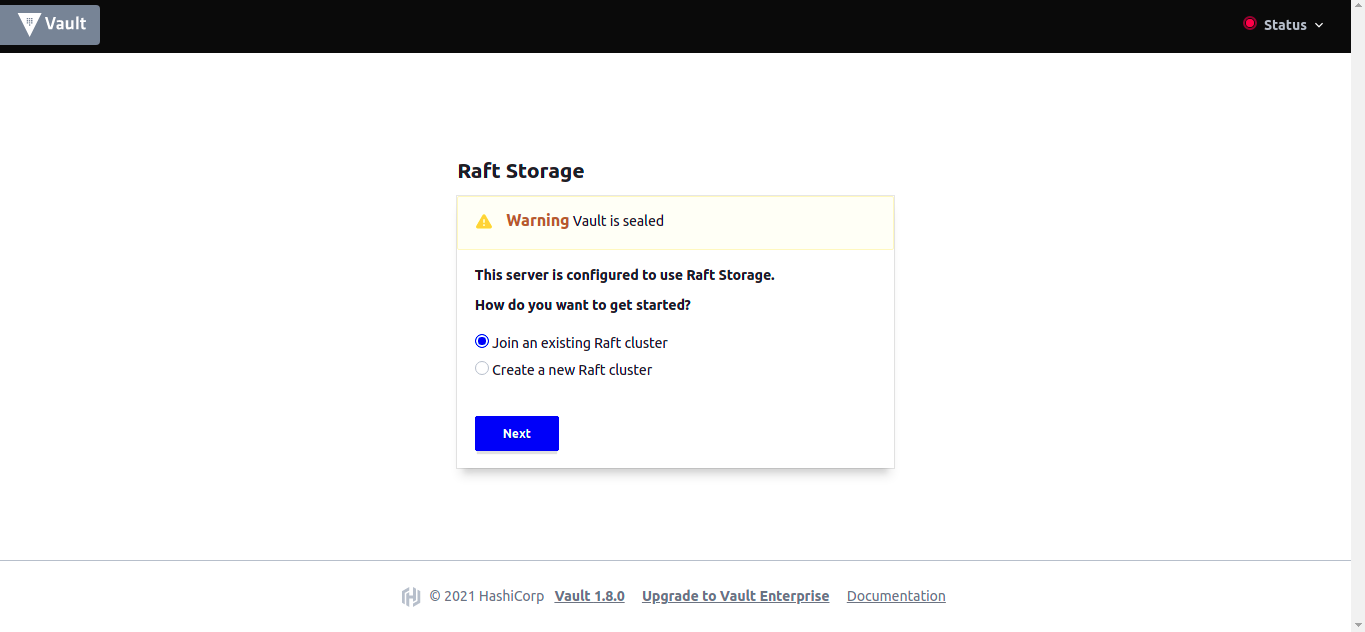 Vault
Status
Raft Storage
Warning Vault is sealed
This server is configured to use Raft Storage.
How do you want to get started?
Join an existing Raft cluster
Create a new Raft cluster
Next
© 2021 HashiCorp Vault 1.8.0 Upgrade to Vault Enterprise Documentation